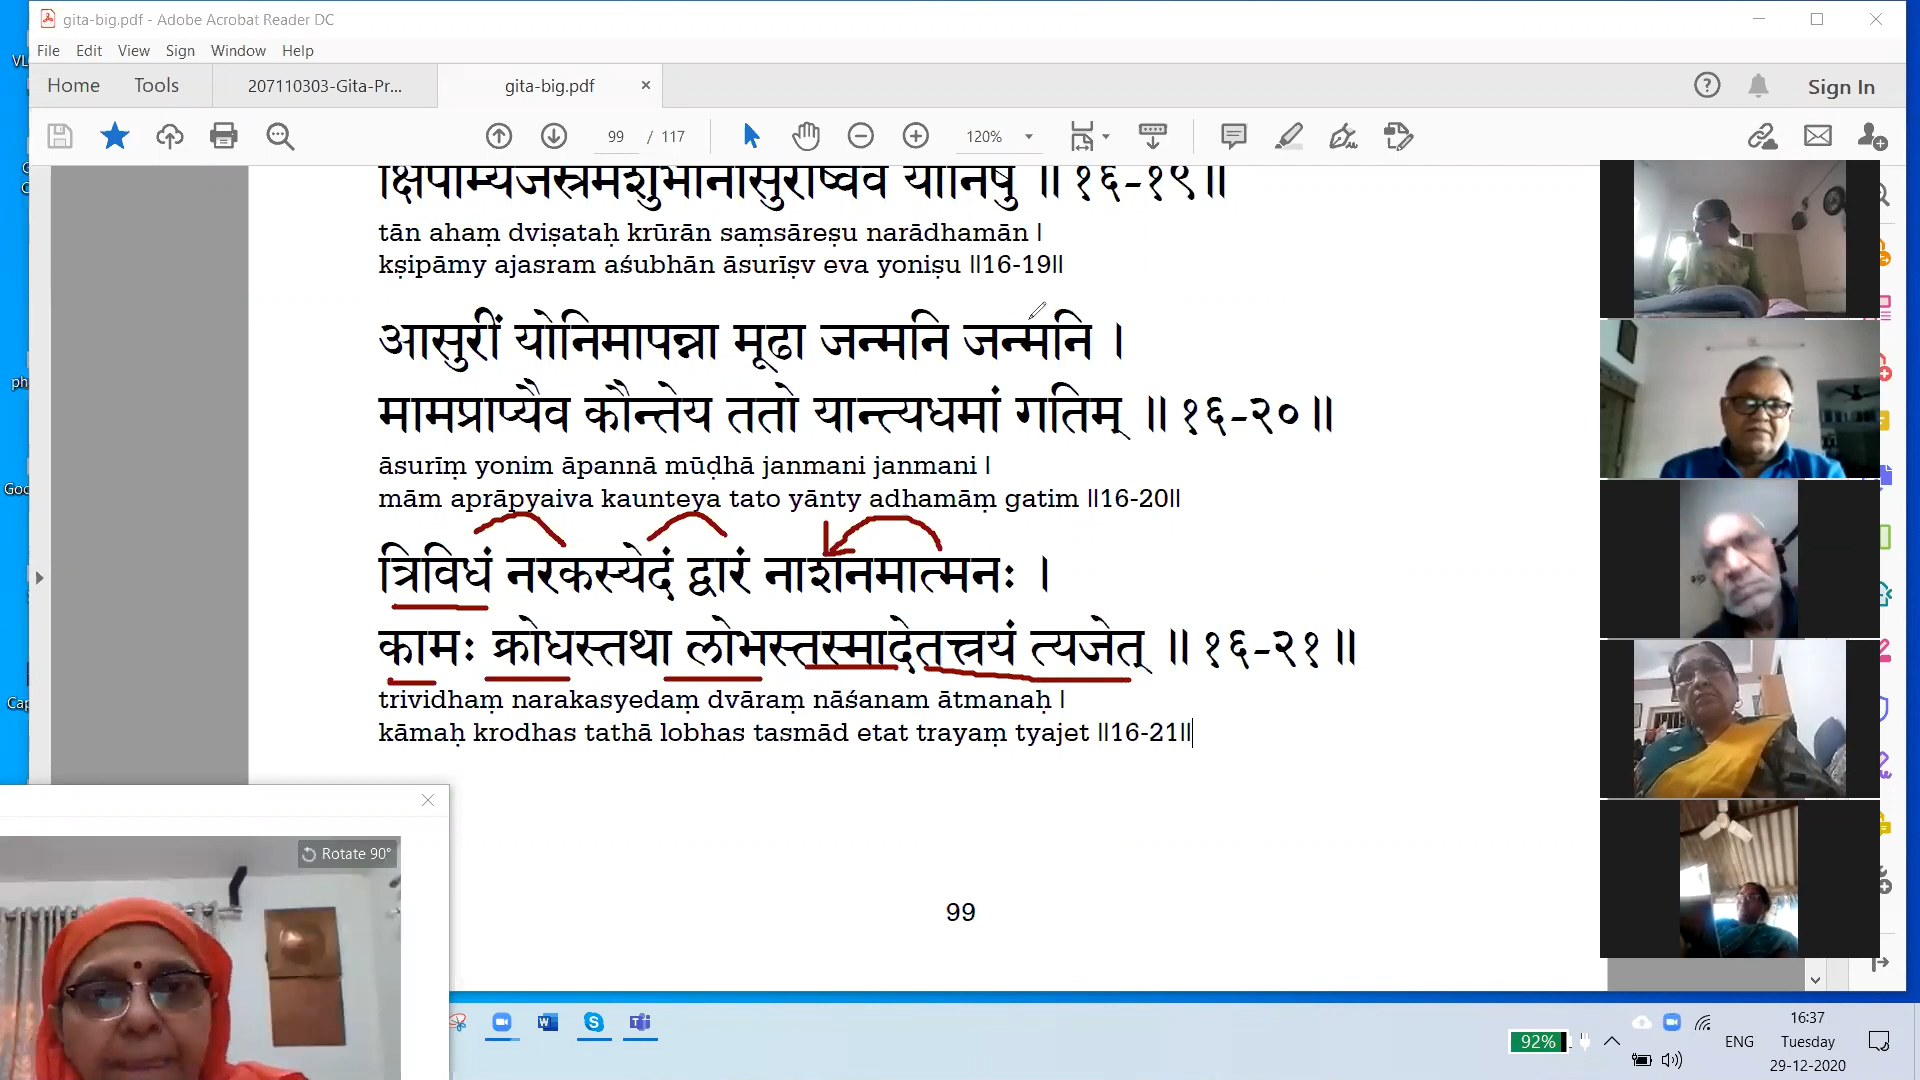 gita-big.pdf - Adobe Acrobat Reader DC
File Edit View Sign Window Help
Home Tools 207110303-Gita-Pr... gita-big.pdf × Sign In
99 / 117 120%
क्षिपाम्यजस्रमशुभानासुरीष्वेव योनिषु ॥१६-१९॥
tān ahaṃ dviṣataḥ krūrān saṃsāreṣu narādhamān |
kṣipāmy ajasram aśubhān āsurīṣv eva yoniṣu ||16-19||
आसुरीं योनिमापन्ना मूढा जन्मनि जन्मनि ।
मामप्राप्यैव कौन्तेय ततो यान्त्यधमां गतिम् ॥१६-२०॥
āsurīṃ yonim āpannā mūḍhā janmani janmani |
mām aprāpyaiva kaunteya tato yānty adhamāṃ gatim ||16-20||
त्रिविधं नरकस्येदं द्वारं नाशनमात्मनः ।
कामः क्रोधस्तथा लोभस्तस्मादेतत्त्रयं त्यजेत् ॥१६-२१॥
trividhaṃ narakasyedaṃ dvāraṃ nāśanam ātmanaḥ |
kāmaḥ krodhas tathā lobhas tasmād etat trayaṃ tyajet ||16-21||
99
Rotate 90°
92% ENG
16:37
Tuesday
29-12-2020